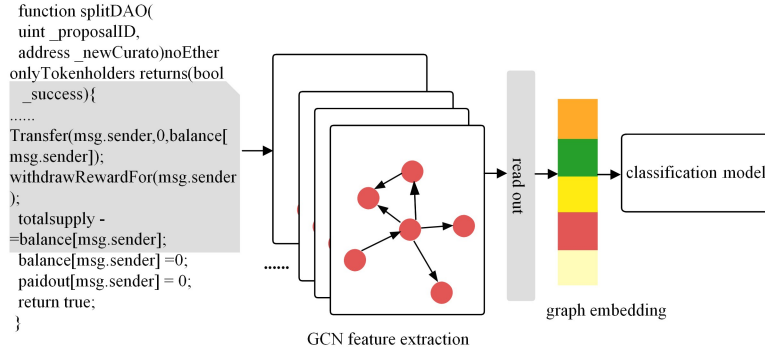 function splitDAO(
uint _proposalID,
address _newCurato)noEther
onlyTokenholders returns(bool
_success){
......
Transfer(msg.sender,0,balance[
msg.sender]);
withdrawRewardFor(msg.sender
);
totalsupply -
=balance[msg.sender];
balance[msg.sender] =0;
paidout[msg.sender] = 0;
return true;
}
......
GCN feature extraction
read out
graph embedding
classification model